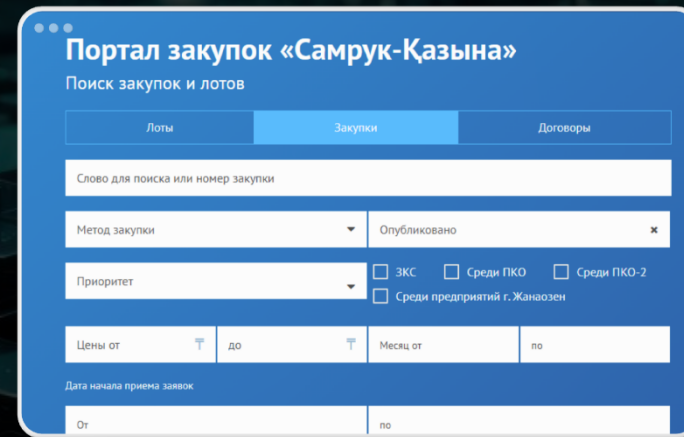 Портал закупок «Самрук-Қазына»
Поиск закупок и лотов
Лоты Закупки Договоры
Слово для поиска или номер закупки
Метод закупки Опубликовано
Приоритет ЗКС Среди ПКО Среди ПКО-2
Среди предприятий г. Жанаозен
Цены от ₸ до ₸ Месяц от по
Дата начала приема заявок
От по